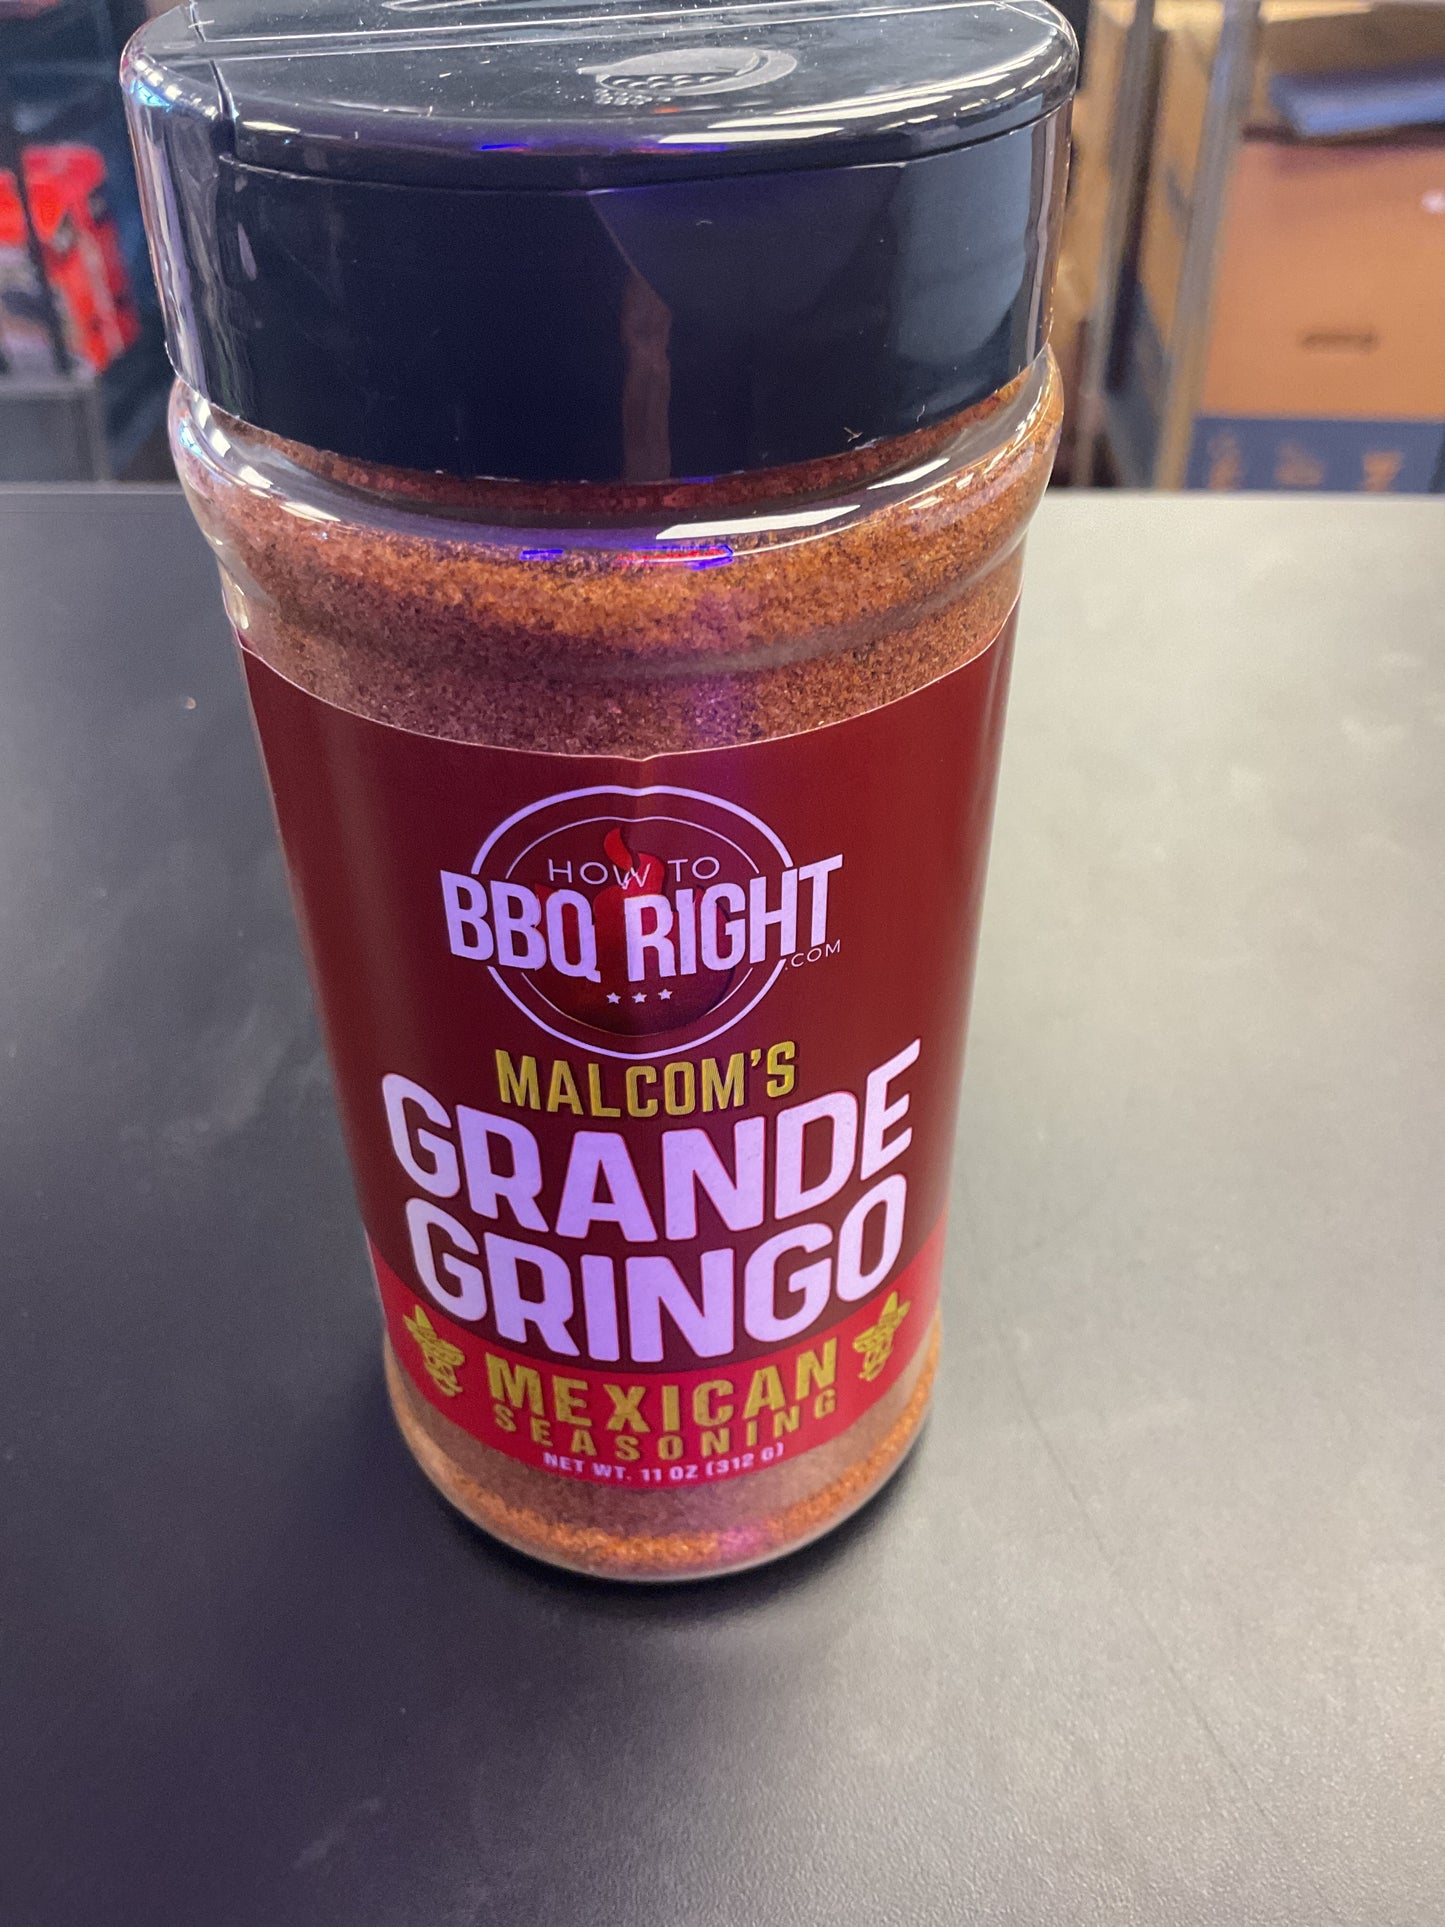 HOW TO
BBQ RIGHT
.COM
MALCOM'S
GRANDE
GRINGO
MEXICAN
SEASONING
NET WT. 11 OZ (312 G)